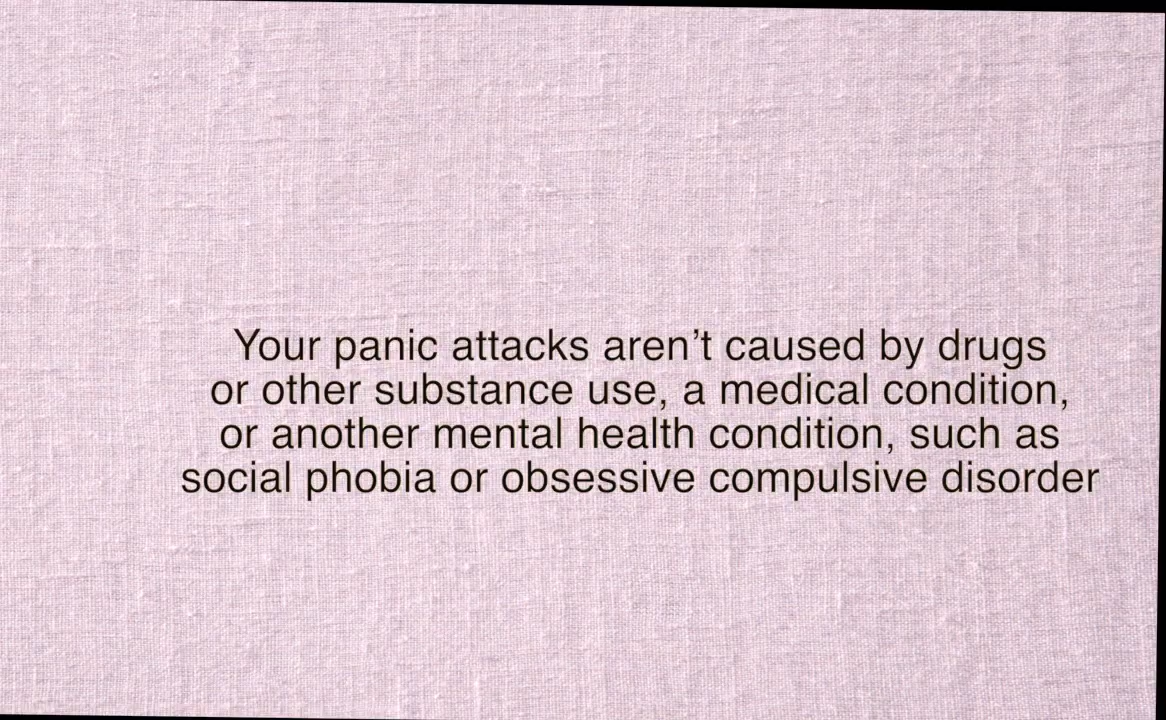 Your panic attacks aren’t caused by drugs
or other substance use, a medical condition,
or another mental health condition, such as
social phobia or obsessive compulsive disorder